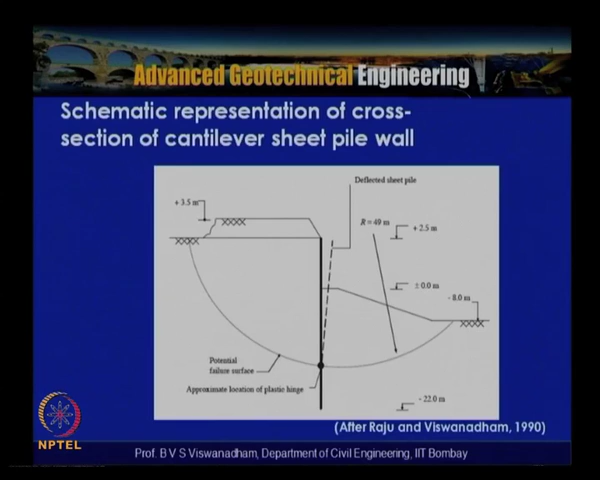 Advanced Geotechnical Engineering
Schematic representation of cross-
section of cantilever sheet pile wall
Deflected sheet pile
+ 3.5 m
R = 49 m
+ 2.5 m
± 0.0 m
- 8.0 m
Potential
failure surface
Approximate location of plastic hinge
- 22.0 m
(After Raju and Viswanadham, 1990)
NPTEL
Prof. B V S Viswanadham, Department of Civil Engineering, IIT Bombay